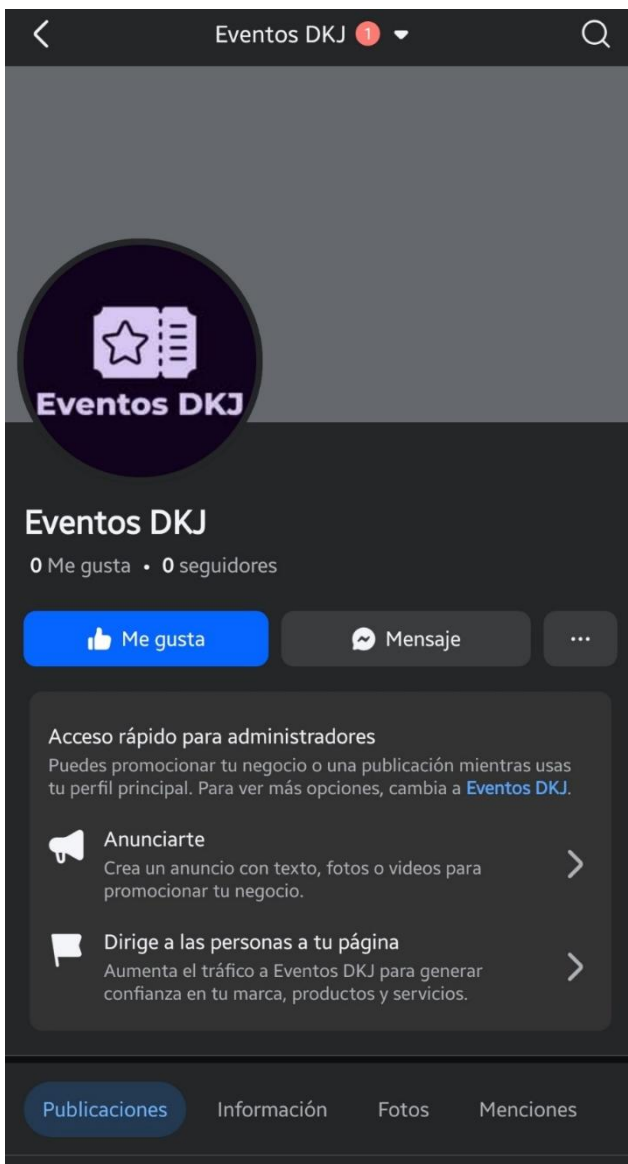 Eventos DKJ 1
Eventos DKJ
Eventos DKJ
0 Me gusta • 0 seguidores
Me gusta
Mensaje
Acceso rápido para administradores
Puedes promocionar tu negocio o una publicación mientras usas
tu perfil principal. Para ver más opciones, cambia a Eventos DKJ.
Anunciarte
Crea un anuncio con texto, fotos o videos para
promocionar tu negocio.
Dirige a las personas a tu página
Aumenta el tráfico a Eventos DKJ para generar
confianza en tu marca, productos y servicios.
Publicaciones Información Fotos Menciones